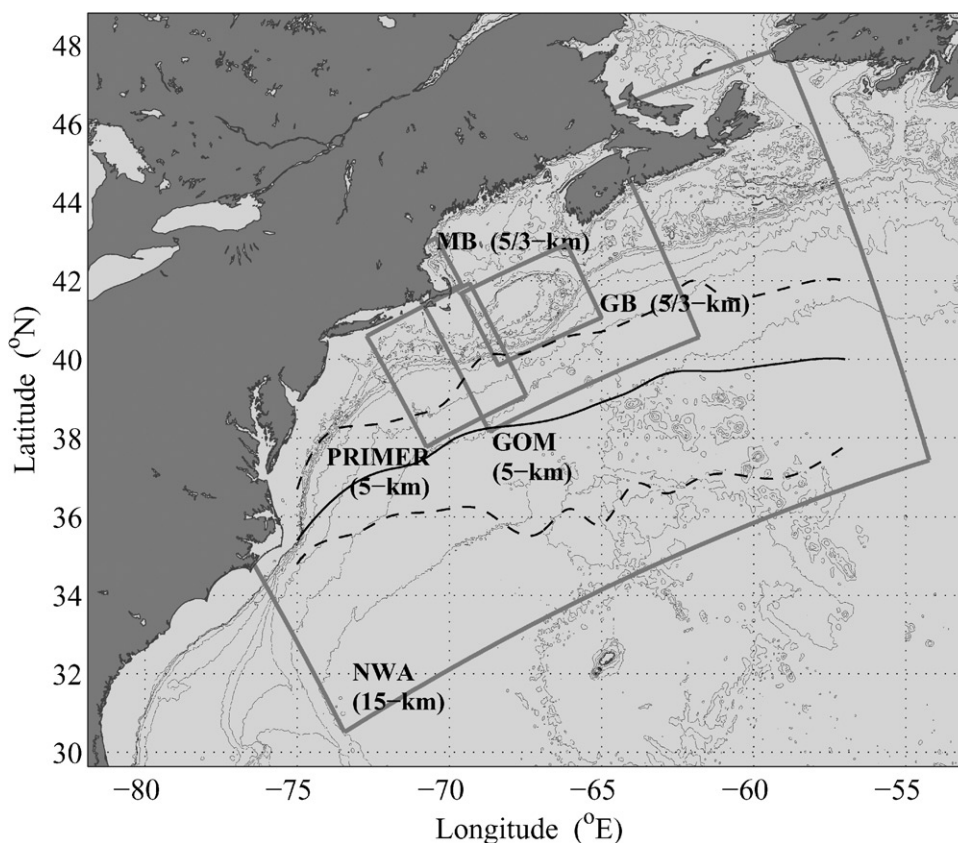 48
46
44
42
40
38
36
34
32
30
Latitude (°N)
MB (5/3−km)
GB (5/3−km)
PRIMER
(5−km)
GOM
(5−km)
NWA
(15−km)
−80
−75
−70
−65
−60
−55
Longitude (°E)